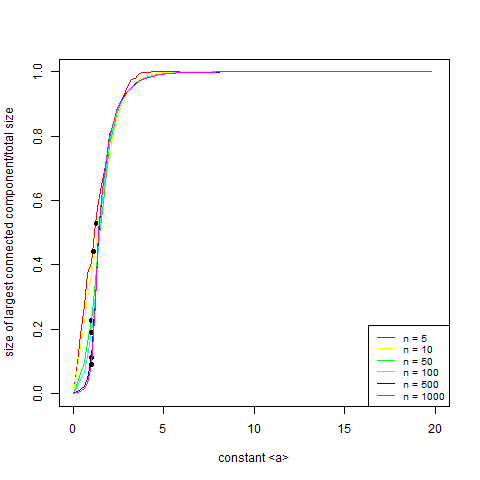 size of largest connected component/total size
1.0
0.8
0.6
0.4
0.2
0.0
n = 5
n = 10
n = 50
n = 100
n = 500
n = 1000
0 5 10 15 20
constant <a>